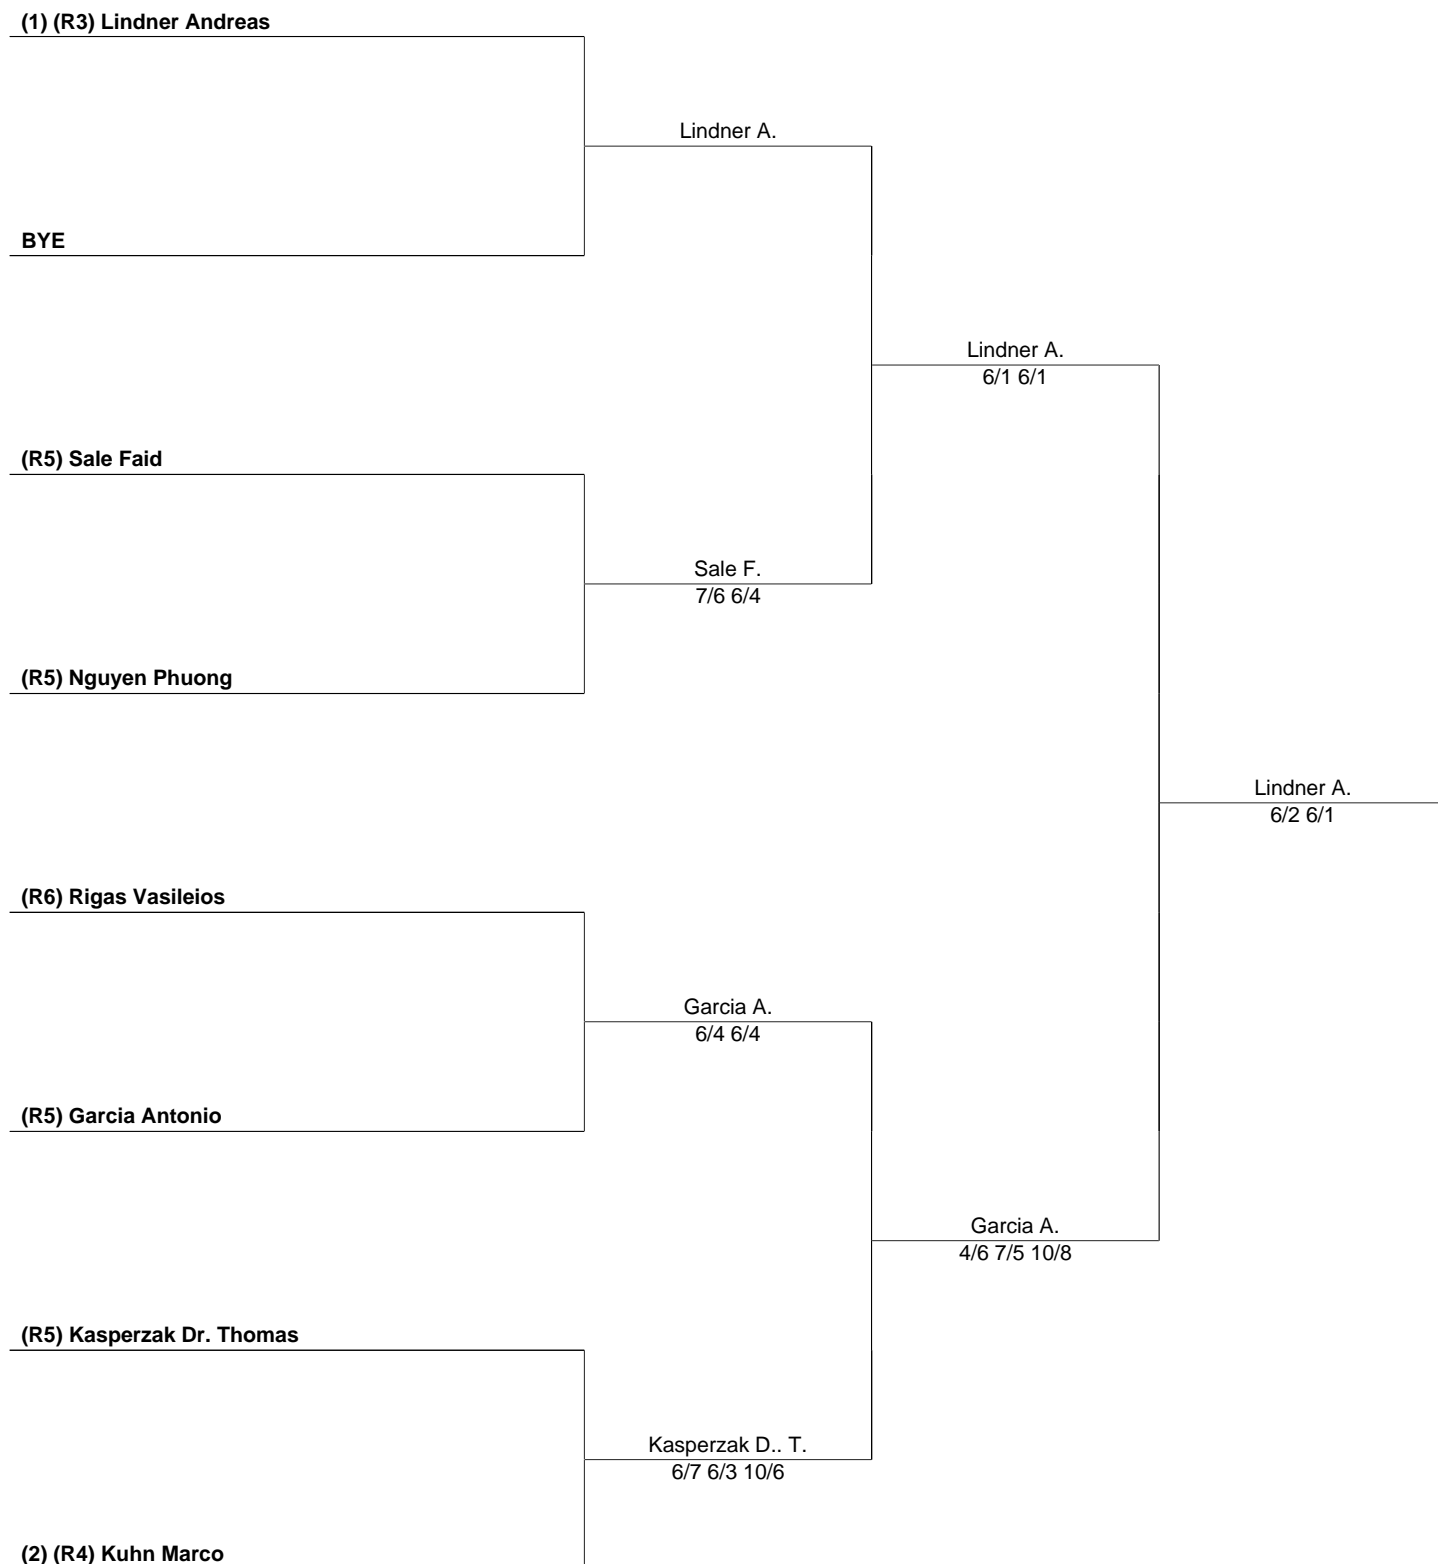 (1) (R3) Lindner Andreas
Lindner A.
BYE
Lindner A.
6/1 6/1
(R5) Sale Faid
Sale F.
7/6 6/4
(R5) Nguyen Phuong
Lindner A.
6/2 6/1
(R6) Rigas Vasileios
Garcia A.
6/4 6/4
(R5) Garcia Antonio
Garcia A.
4/6 7/5 10/8
(R5) Kasperzak Dr. Thomas
Kasperzak D.. T.
6/7 6/3 10/6
(2) (R4) Kuhn Marco